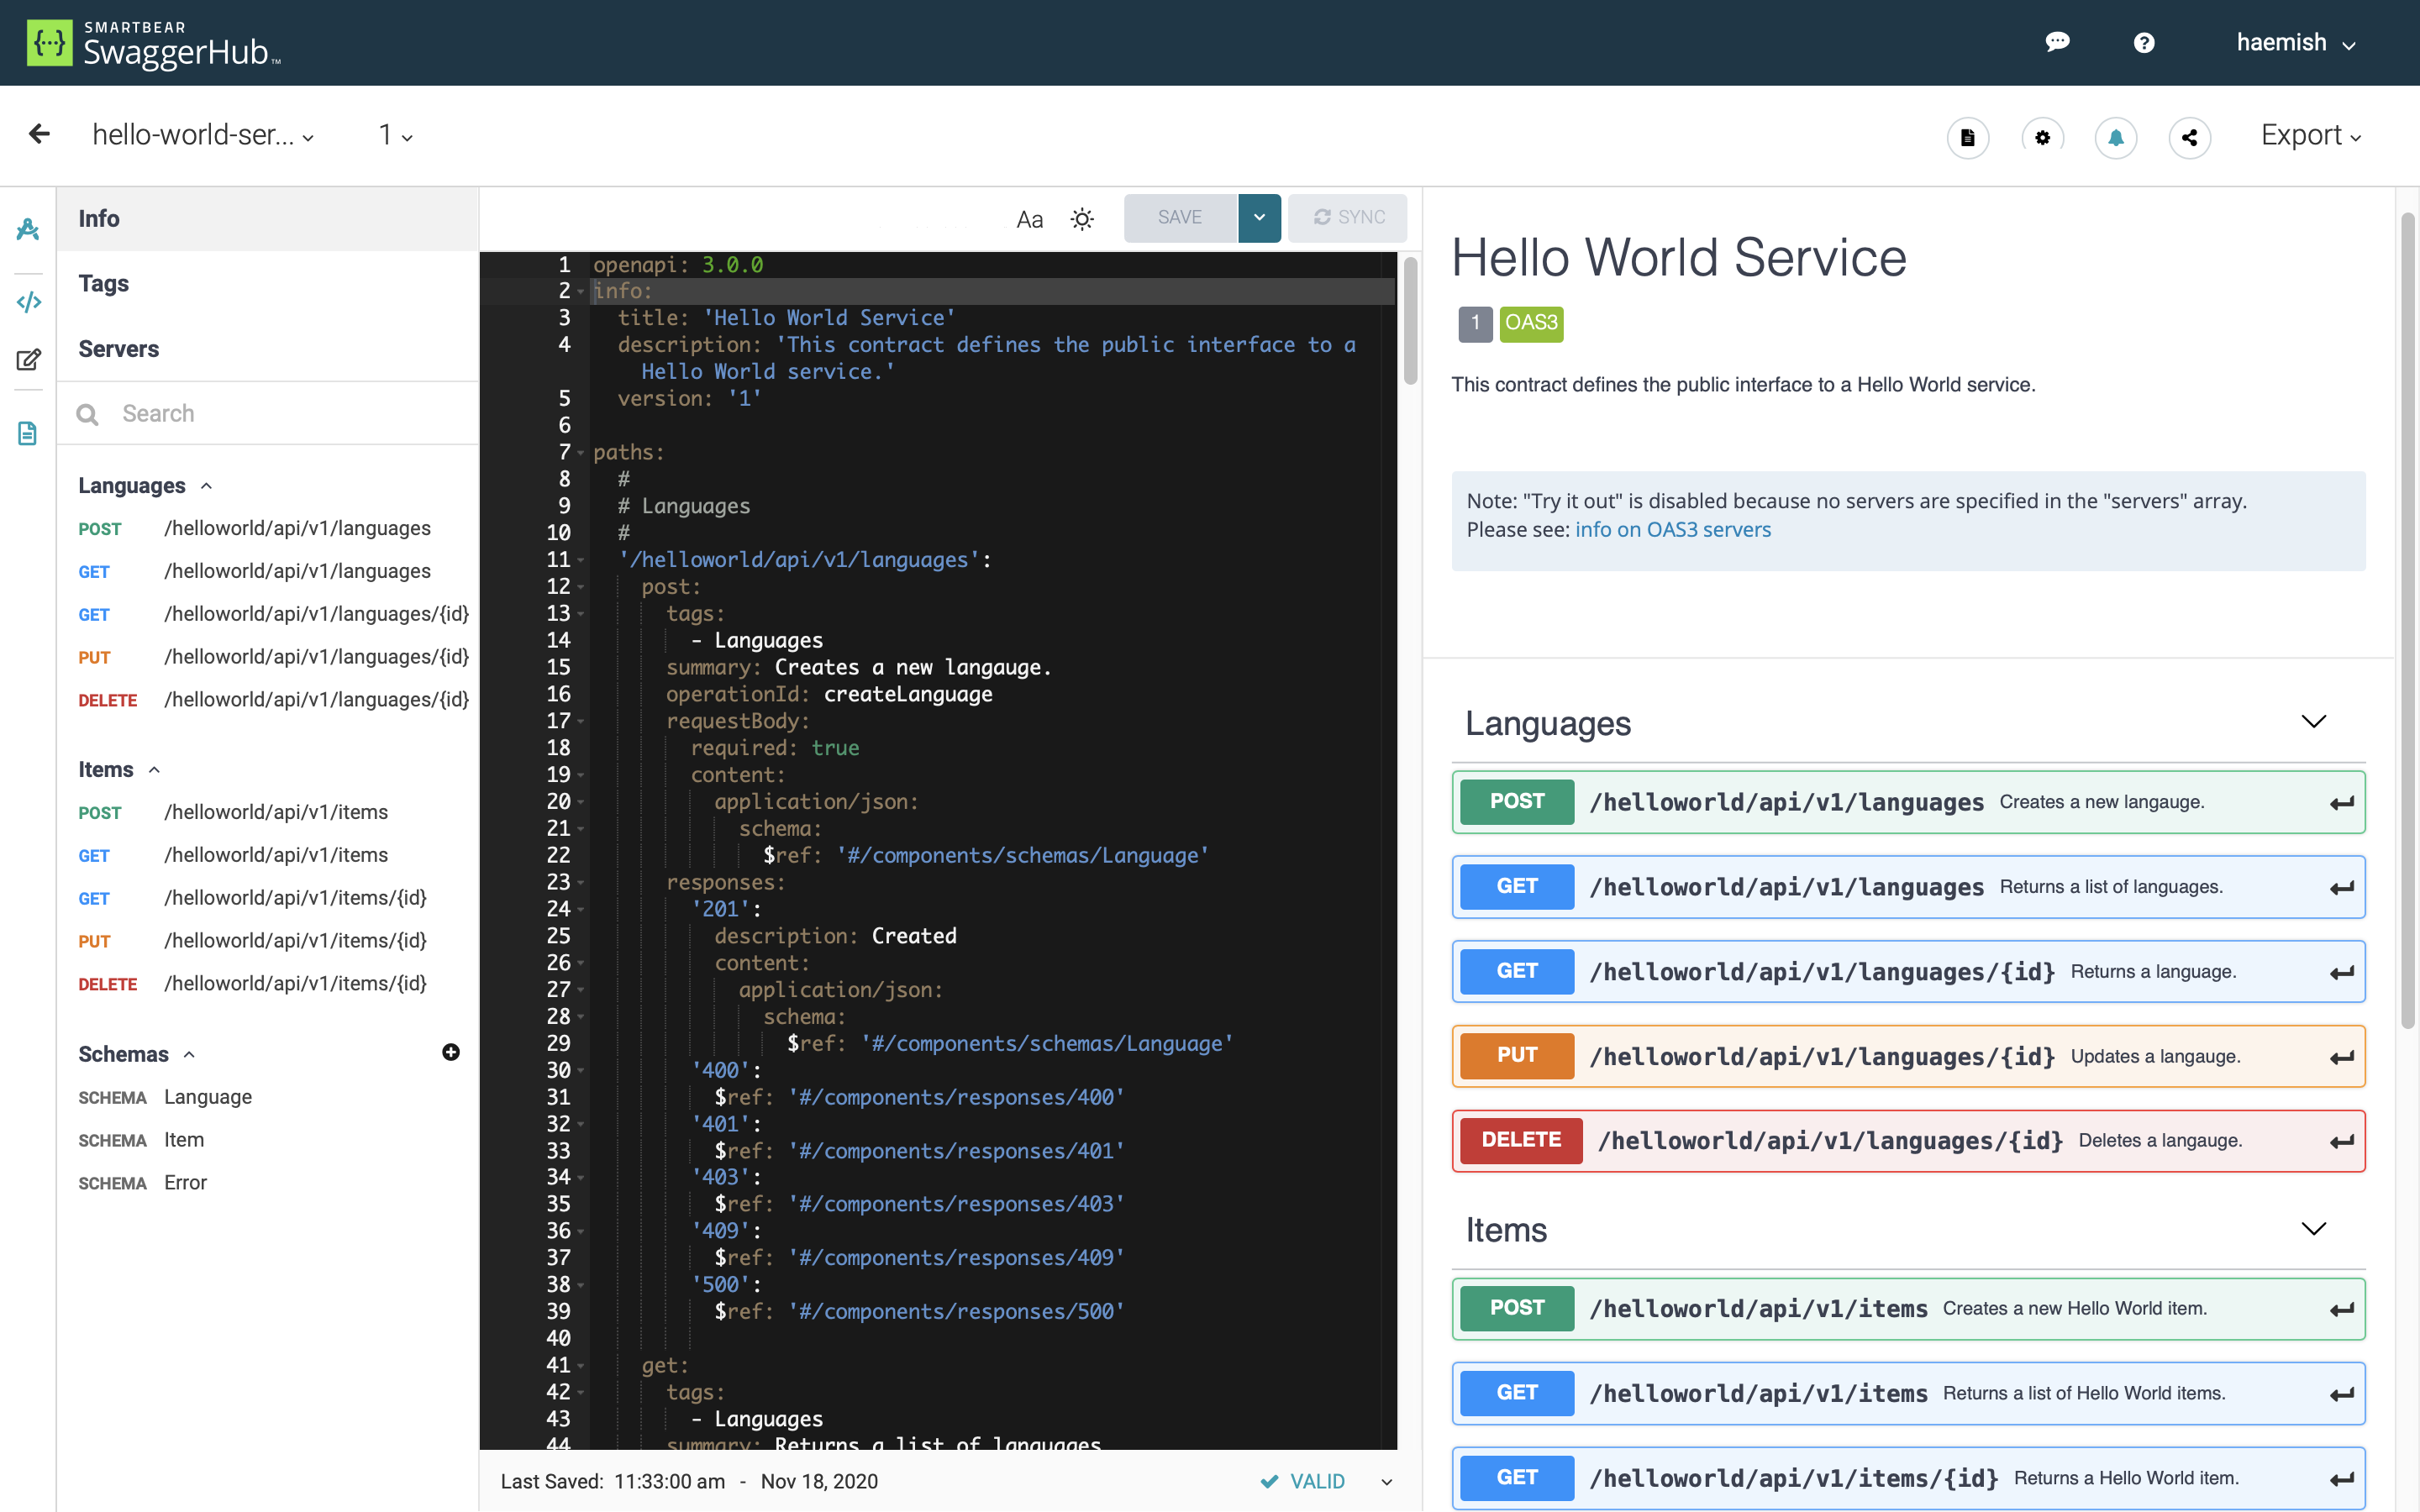 SMARTBEAR
SwaggerHub™
haemish
hello-world-ser...
1
Export
Info
Tags
Servers
Search
Languages
POST /helloworld/api/v1/languages
GET /helloworld/api/v1/languages
GET /helloworld/api/v1/languages/{id}
PUT /helloworld/api/v1/languages/{id}
DELETE /helloworld/api/v1/languages/{id}
Items
POST /helloworld/api/v1/items
GET /helloworld/api/v1/items
GET /helloworld/api/v1/items/{id}
PUT /helloworld/api/v1/items/{id}
DELETE /helloworld/api/v1/items/{id}
Schemas
SCHEMA Language
SCHEMA Item
SCHEMA Error
Aa
SAVE
SYNC
1 openapi: 3.0.0
2 info:
3 title: 'Hello World Service'
4 description: 'This contract defines the public interface to a
Hello World service.'
5 version: '1'
6
7 paths:
8 #
9 # Languages
10 #
11 '/helloworld/api/v1/languages':
12 post:
13 tags:
14 - Languages
15 summary: Creates a new langauge.
16 operationId: createLanguage
17 requestBody:
18 required: true
19 content:
20 application/json:
21 schema:
22 $ref: '#/components/schemas/Language'
23 responses:
24 '201':
25 description: Created
26 content:
27 application/json:
28 schema:
29 $ref: '#/components/schemas/Language'
30 '400':
31 $ref: '#/components/responses/400'
32 '401':
33 $ref: '#/components/responses/401'
34 '403':
35 $ref: '#/components/responses/403'
36 '409':
37 $ref: '#/components/responses/409'
38 '500':
39 $ref: '#/components/responses/500'
40
41 get:
42 tags:
43 - Languages
44 summary: Returns a list of languages
Last Saved: 11:33:00 am - Nov 18, 2020
VALID
Hello World Service
1 OAS3
This contract defines the public interface to a Hello World service.
Note: "Try it out" is disabled because no servers are specified in the "servers" array.
Please see: info on OAS3 servers
Languages
POST /helloworld/api/v1/languages Creates a new langauge.
GET /helloworld/api/v1/languages Returns a list of languages.
GET /helloworld/api/v1/languages/{id} Returns a language.
PUT /helloworld/api/v1/languages/{id} Updates a langauge.
DELETE /helloworld/api/v1/languages/{id} Deletes a langauge.
Items
POST /helloworld/api/v1/items Creates a new Hello World item.
GET /helloworld/api/v1/items Returns a list of Hello World items.
GET /helloworld/api/v1/items/{id} Returns a Hello World item.